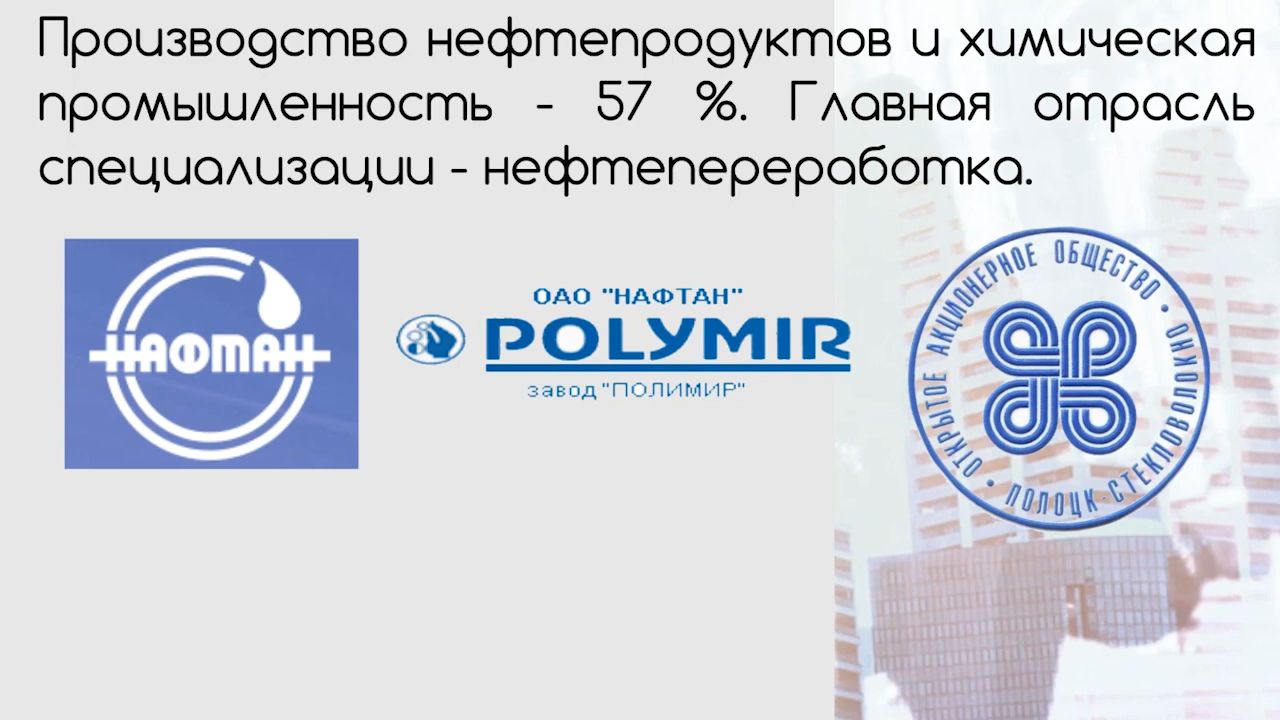 Производство нефтепродуктов и химическая
промышленность - 57 %. Главная отрасль
специализации - нефтепереработка.
НАФТАН
ОАО "НАФТАН"
POLYMIR
завод "ПОЛИМИР"
ОТКРЫТОЕ АКЦИОНЕРНОЕ ОБЩЕСТВО •
ПОЛОЦК-СТЕКЛОВОЛОКНО •